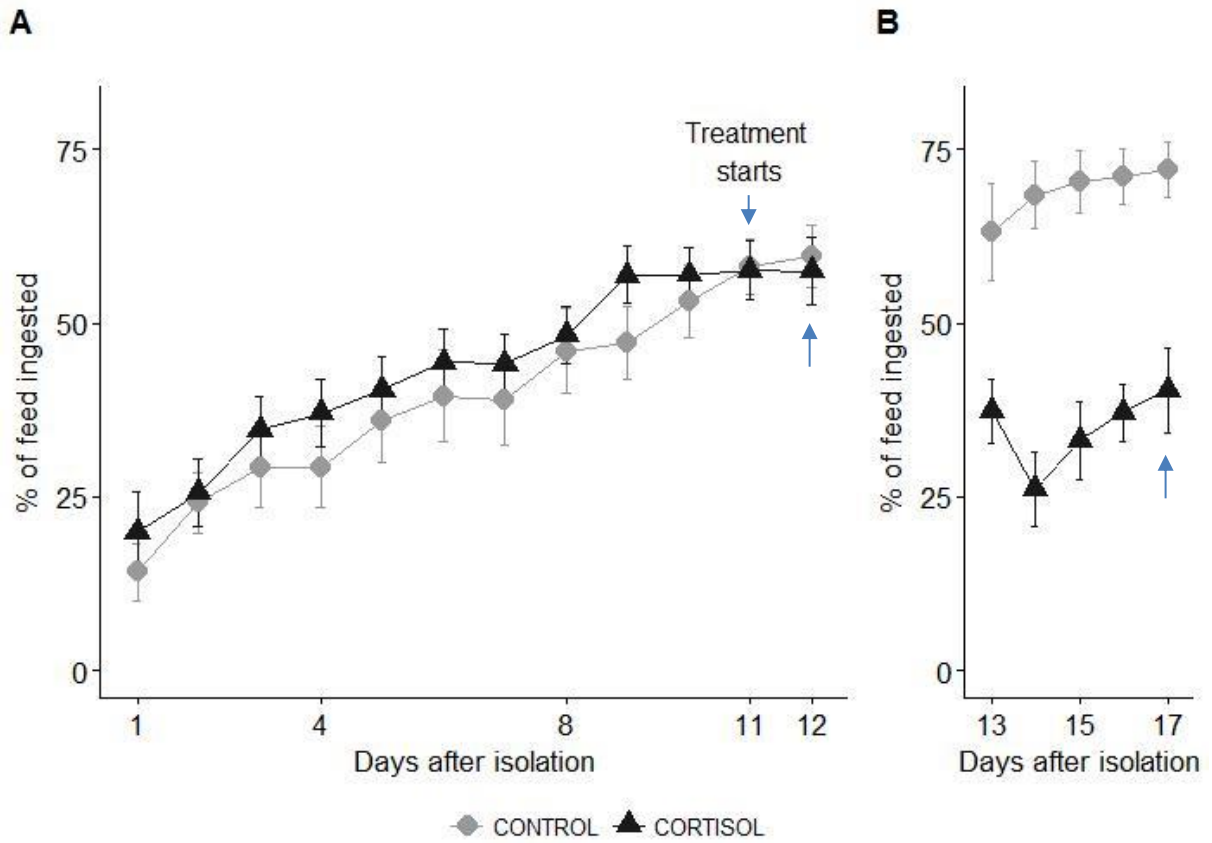 A
% of feed ingested
75
50
25
0
Treatment
starts
1
4
8
11
12
Days after isolation
B
% of feed ingested
75
50
25
0
13
15
17
Days after isolation
CONTROL
CORTISOL